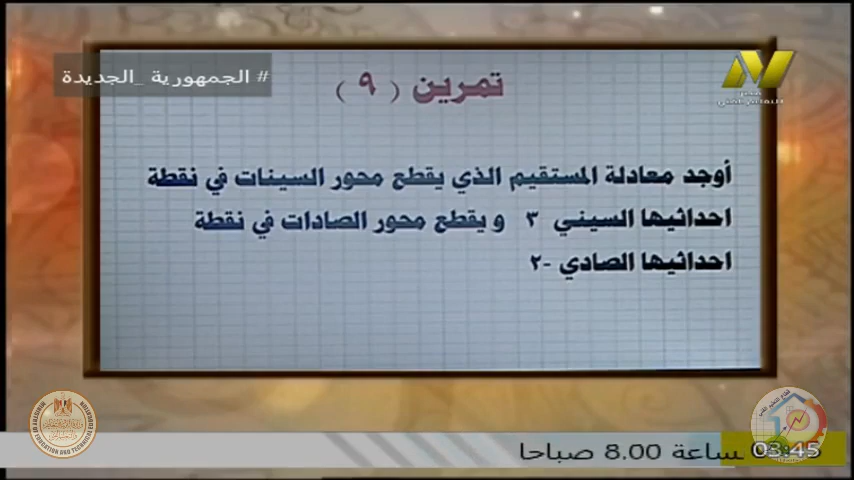 # الجمهورية _الجديدة
تمرين ( ٩ )
أوجد معادلة المستقيم الذي يقطع محور السينات في نقطة
احداثيها السيني ٣ ويقطع محور الصادات في نقطة
احداثيها الصادي -٢
ساعة 8.00 صباحا
03:45